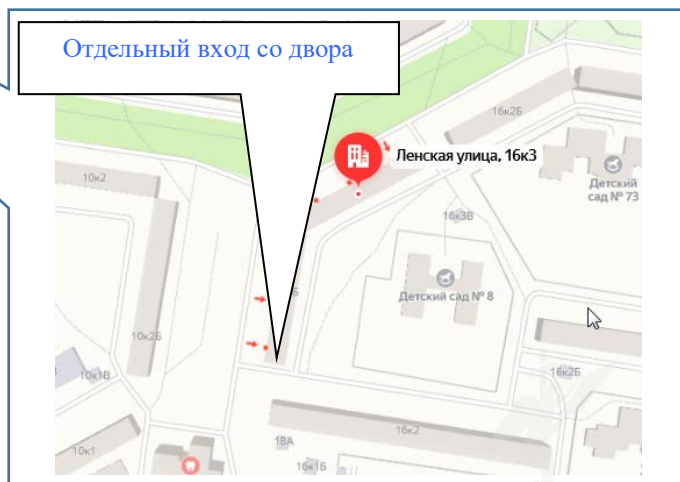 Отдельный вход со двора
16к2Б
Ленская улица, 16к3
Детский
сад № 73
10к2
16к3В
Детский сад № 8
10к2Б
10к1В
16к2Б
16к2
18А
10к1
16к1Б